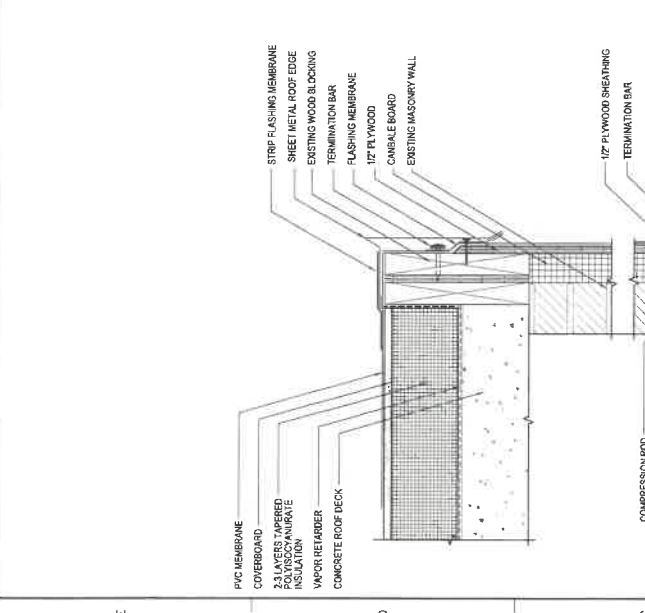 STRIP FLASHING MEMBRANE
SHEET METAL ROOF EDGE
EXISTING WOOD BLOCKING
TERMINATION BAR
FLASHING MEMBRANE
1/2" PLYWOOD
CANBALE BOARD
EXISTING MASONRY WALL
1/2" PLYWOOD SHEATHING
TERMINATION BAR
PVC MEMBRANE
COVERBOARD
2-3 LAYERS TAPERED
POLYISOCYANURATE
INSULATION
VAPOR RETARDER
CONCRETE ROOF DECK
COMPRESSION ROD